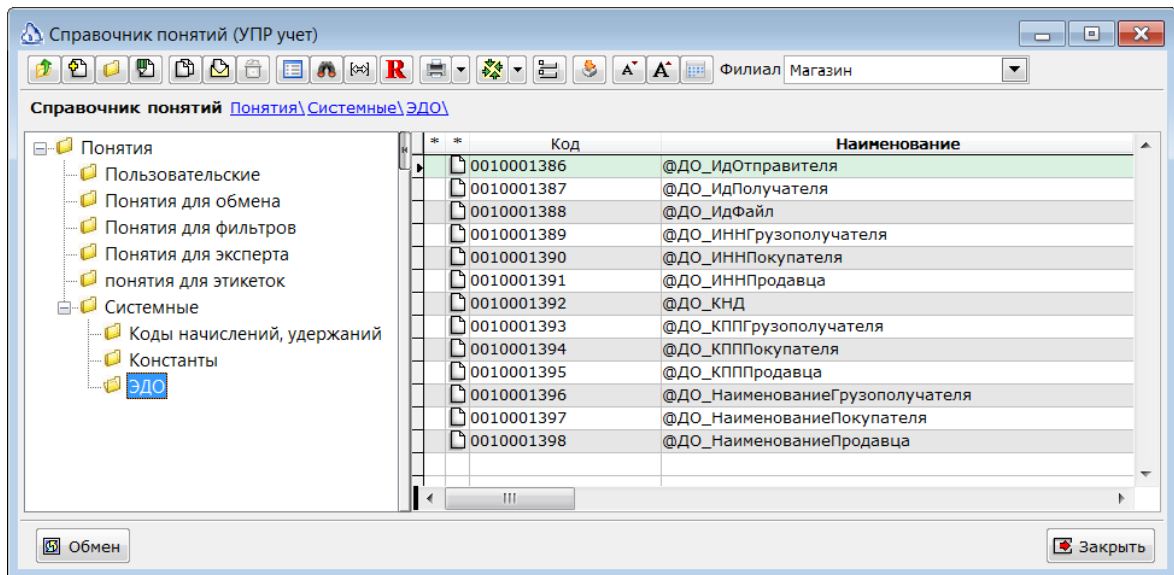 Справочник понятий (УПР учет)
R A A Филиал Магазин
Справочник понятий Понятия\Системные\ЭДО\
Понятия
Пользовательские
Понятия для обмена
Понятия для фильтров
Понятия для эксперта
понятия для этикеток
Системные
Коды начислений, удержаний
Константы
ЭДО
* * Код Наименование
0010001386 @ДО_ИдОтправителя
0010001387 @ДО_ИдПолучателя
0010001388 @ДО_ИдФайл
0010001389 @ДО_ИННГрузополучателя
0010001390 @ДО_ИННПокупателя
0010001391 @ДО_ИННПродавца
0010001392 @ДО_КНД
0010001393 @ДО_КППГрузополучателя
0010001394 @ДО_КПППокупателя
0010001395 @ДО_КПППродавца
0010001396 @ДО_НаименованиеГрузополучателя
0010001397 @ДО_НаименованиеПокупателя
0010001398 @ДО_НаименованиеПродавца
Обмен
Закрыть